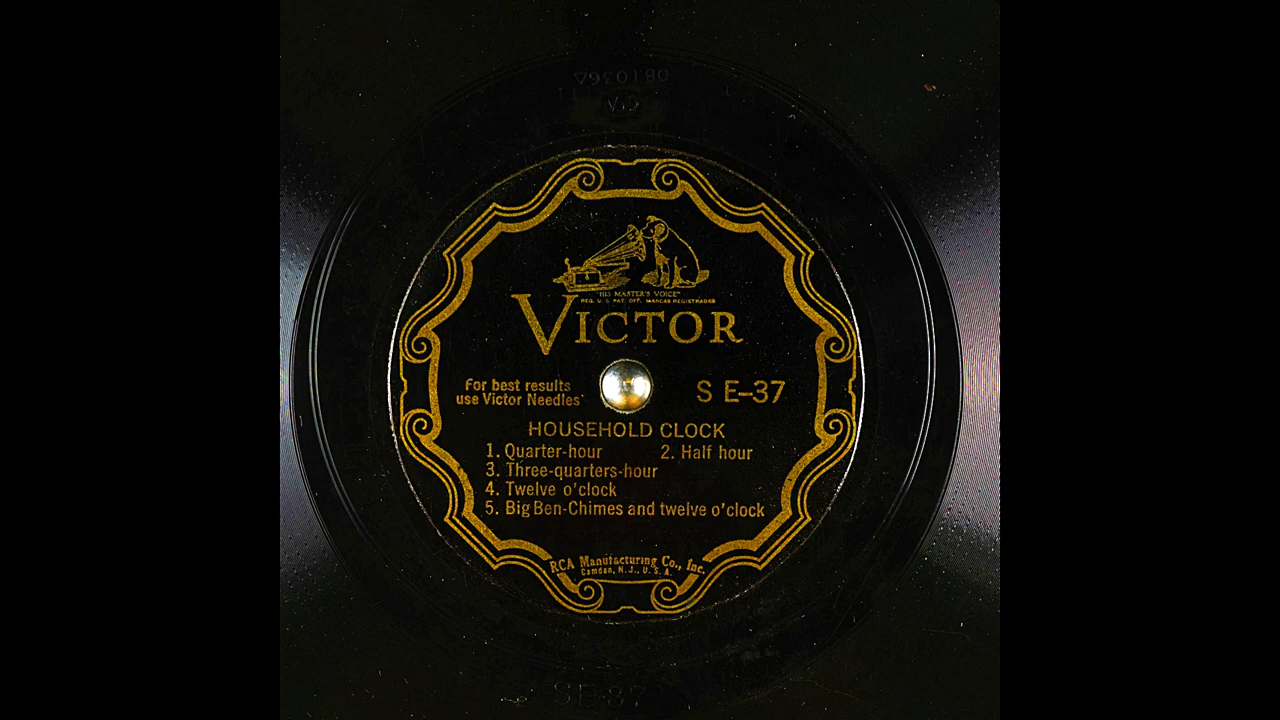 OB1036A
"HIS MASTER'S VOICE"
REG. U. S. PAT. OFF. MARCAS REGISTRADAS
VICTOR
For best results
use Victor Needles
S E-37
HOUSEHOLD CLOCK
1. Quarter-hour 2. Half hour
3. Three-quarters-hour
4. Twelve o'clock
5. Big Ben-Chimes and twelve o'clock
RCA Manufacturing Co., Inc.
Camden, N. J., U. S. A.